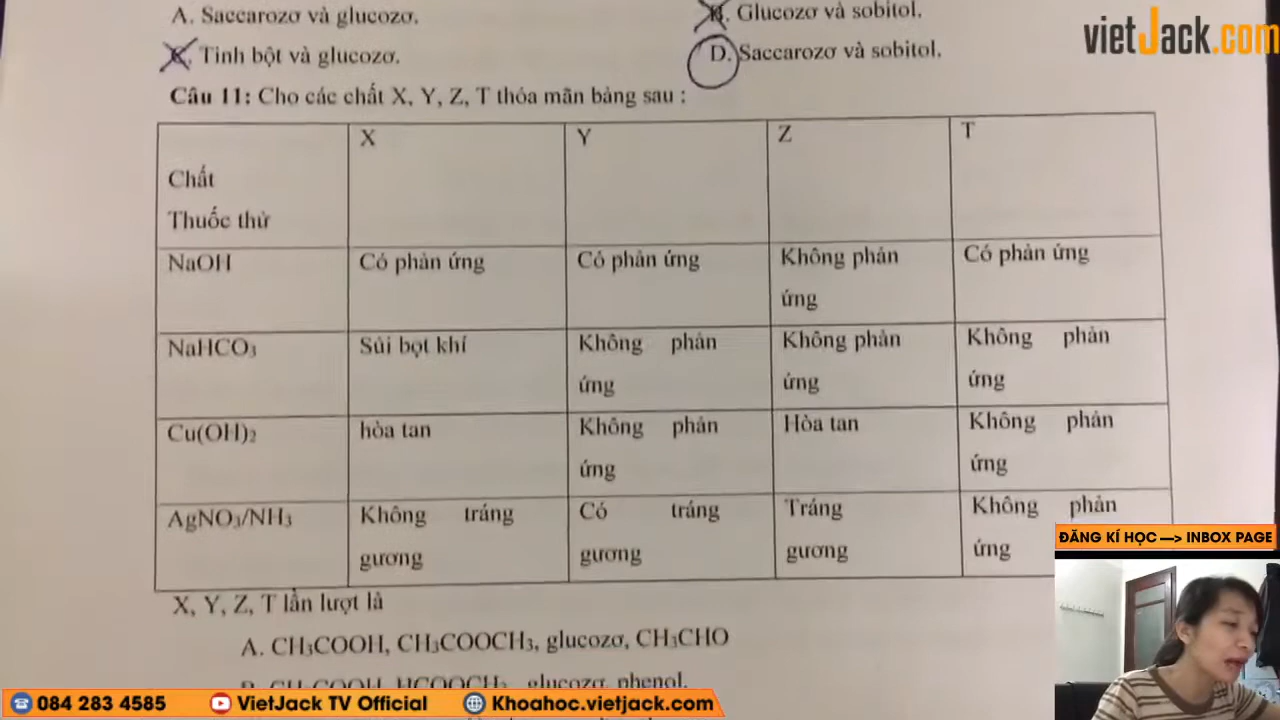 A. Saccarozơ và glucozơ.
B. Glucozơ và sobitol.
vietJack.com
C. Tinh bột và glucozơ.
D. Saccarozơ và sobitol.
Câu 11: Cho các chất X, Y, Z, T thỏa mãn bảng sau :
X Y Z T
Chất
Thuốc thử
NaOH Có phản ứng Có phản ứng Không phản ứng Có phản ứng
NaHCO₃ Sủi bọt khí Không phản ứng Không phản ứng Không phản ứng
Cu(OH)₂ hòa tan Không phản ứng Hòa tan Không phản ứng
AgNO₃/NH₃ Không tráng gương Có tráng gương Tráng gương Không phản ứng
ĐĂNG KÍ HỌC —> INBOX PAGE
X, Y, Z, T lần lượt là
A. CH₃COOH, CH₃COOCH₃, glucozơ, CH₃CHO
B. CH₃COOH, HCOOCH₃, glucozơ, phenol.
084 283 4585 VietJack TV Official Khoahoc.vietjack.com